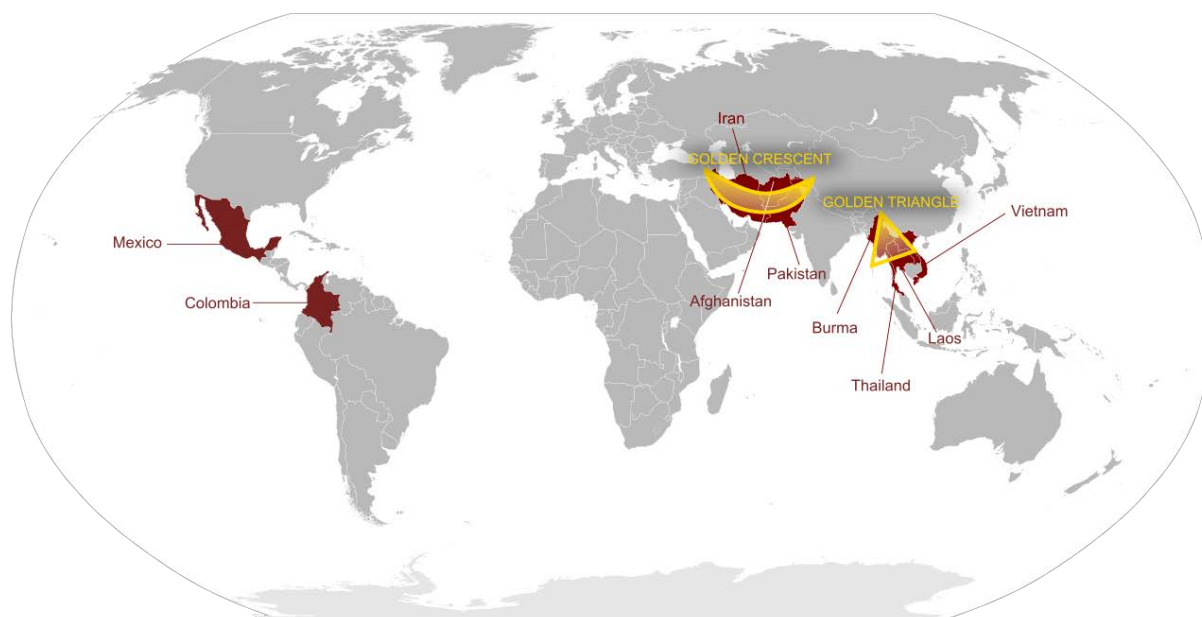 Iran
GOLDEN CRESCENT
GOLDEN TRIANGLE
Vietnam
Mexico
Pakistan
Colombia
Afghanistan
Burma
Laos
Thailand